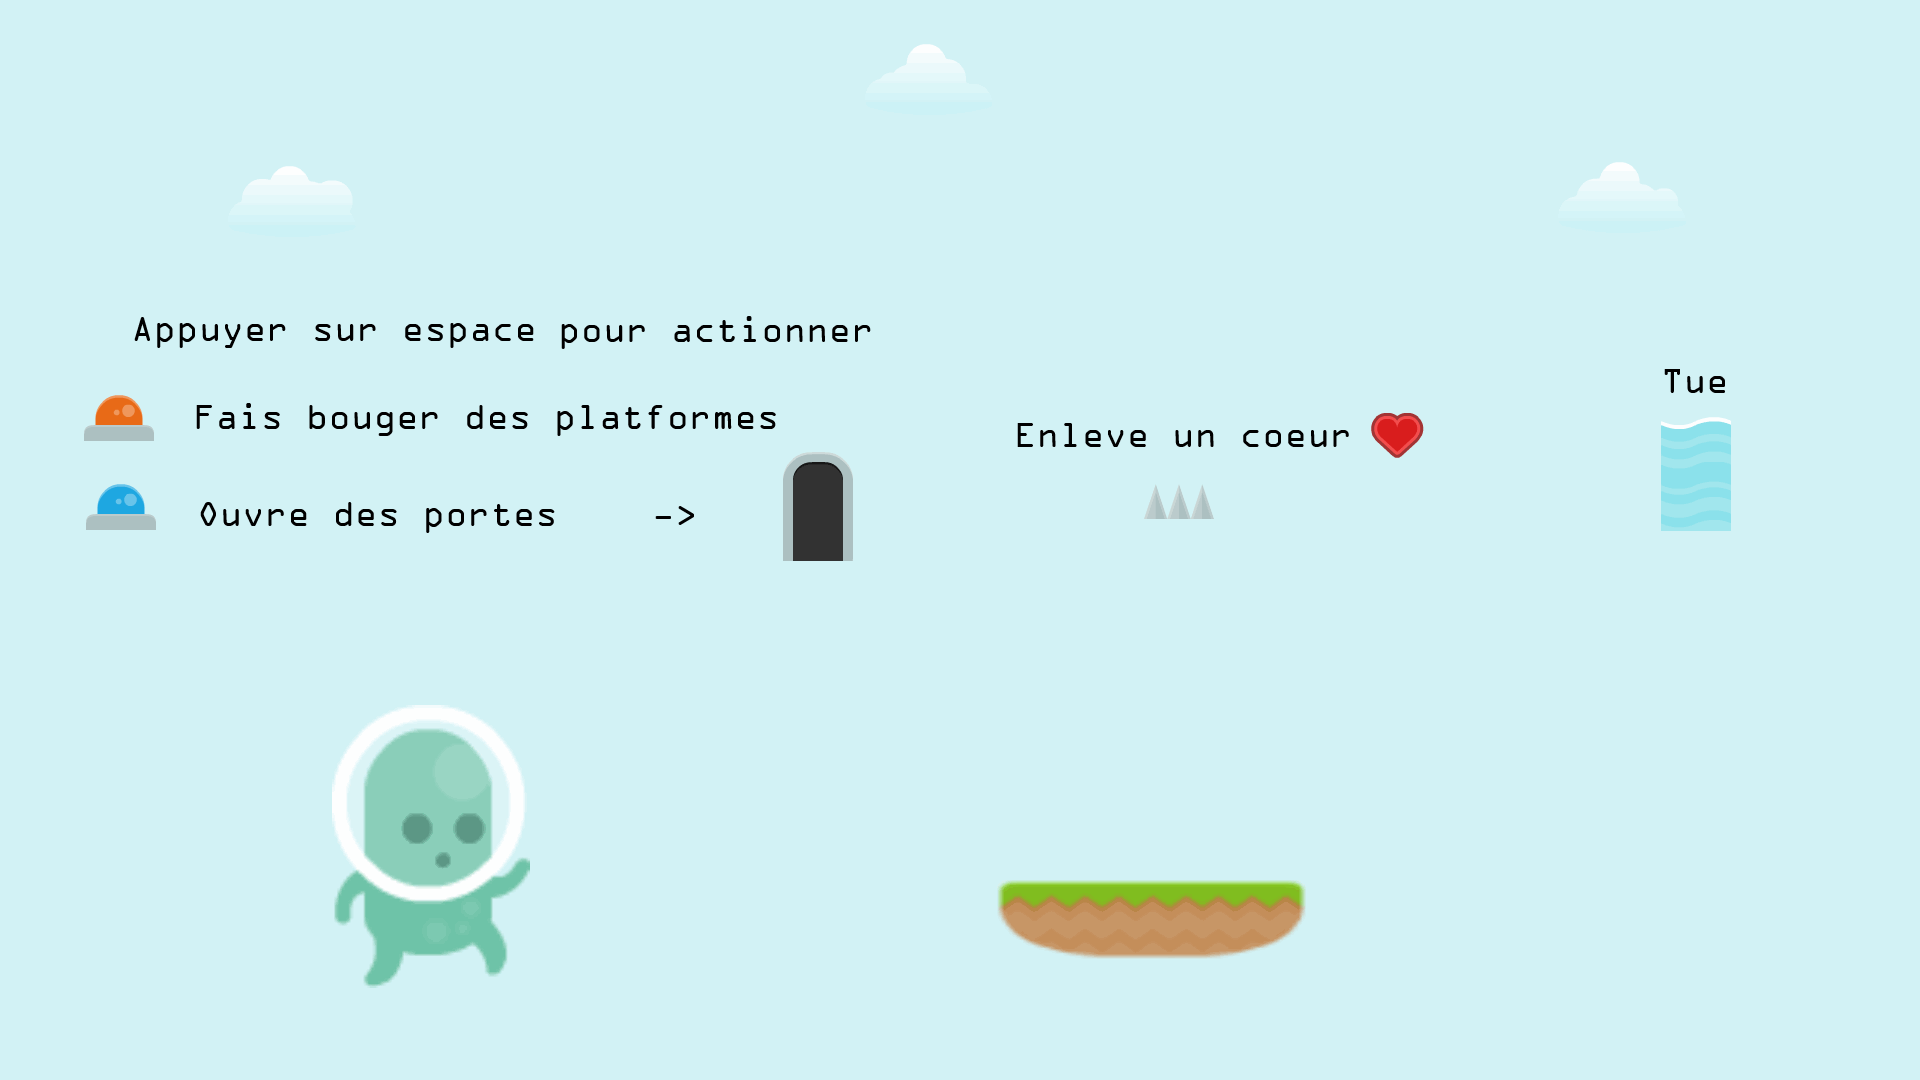 Appuyer sur espace pour actionner
Fais bouger des platformes
Ouvre des portes ->
Enleve un coeur
Tue